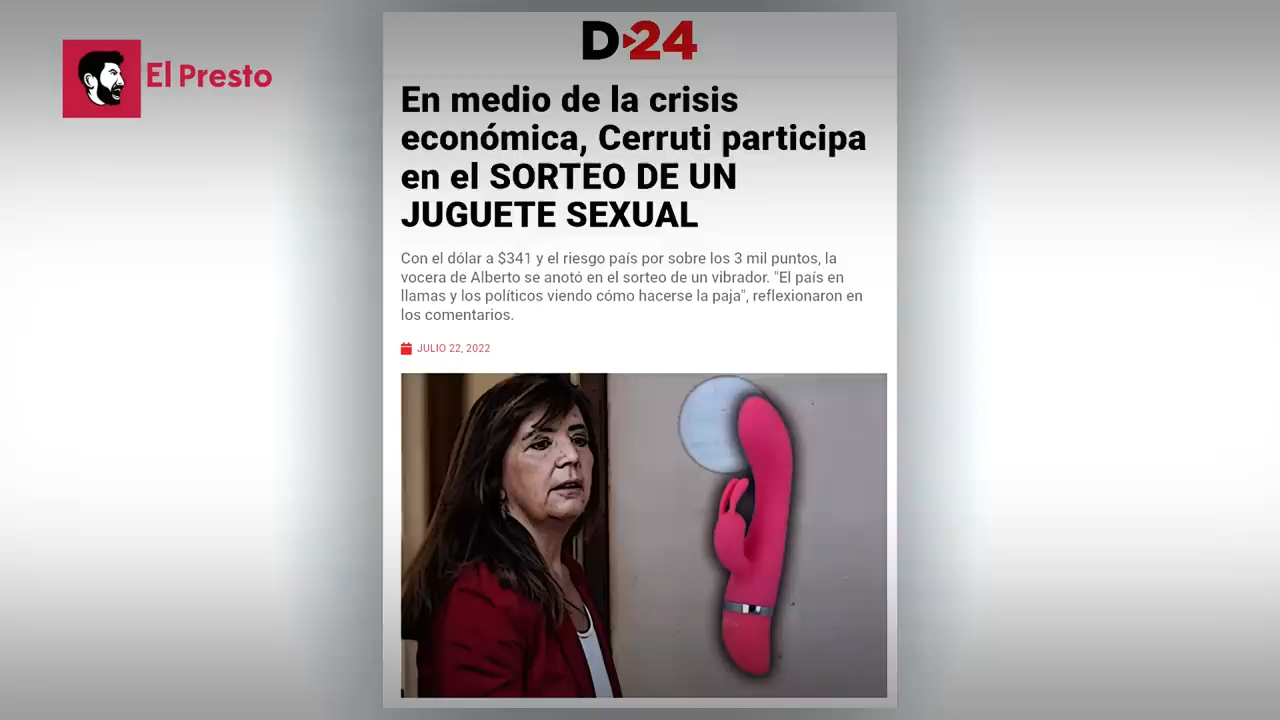 El Presto
D24
En medio de la crisis
económica, Cerruti participa
en el SORTEO DE UN
JUGUETE SEXUAL
Con el dólar a $341 y el riesgo país por sobre los 3 mil puntos, la
vocera de Alberto se anotó en el sorteo de un vibrador. "El país en
llamas y los políticos viendo cómo hacerse la paja", reflexionaron en
los comentarios.
JULIO 22, 2022